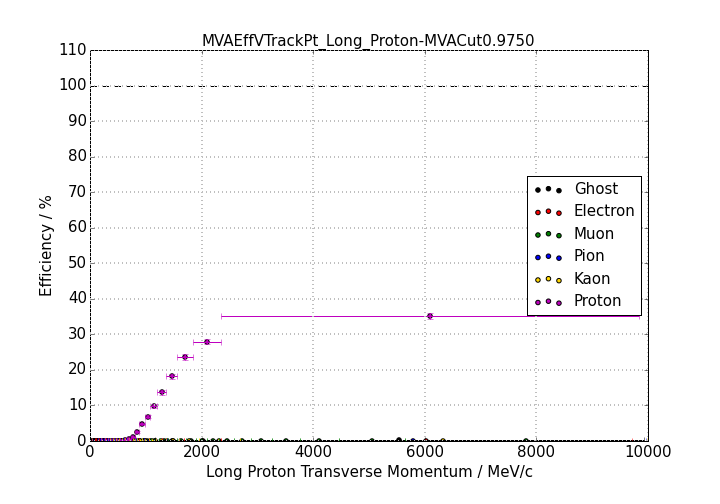 MVAEffVTrackPt_Long_Proton-MVACut0.9750
Efficiency / %
110
100
90
80
70
60
50
40
30
20
10
0
Ghost
Electron
Muon
Pion
Kaon
Proton
0 2000 4000 6000 8000 10000
Long Proton Transverse Momentum / MeV/c